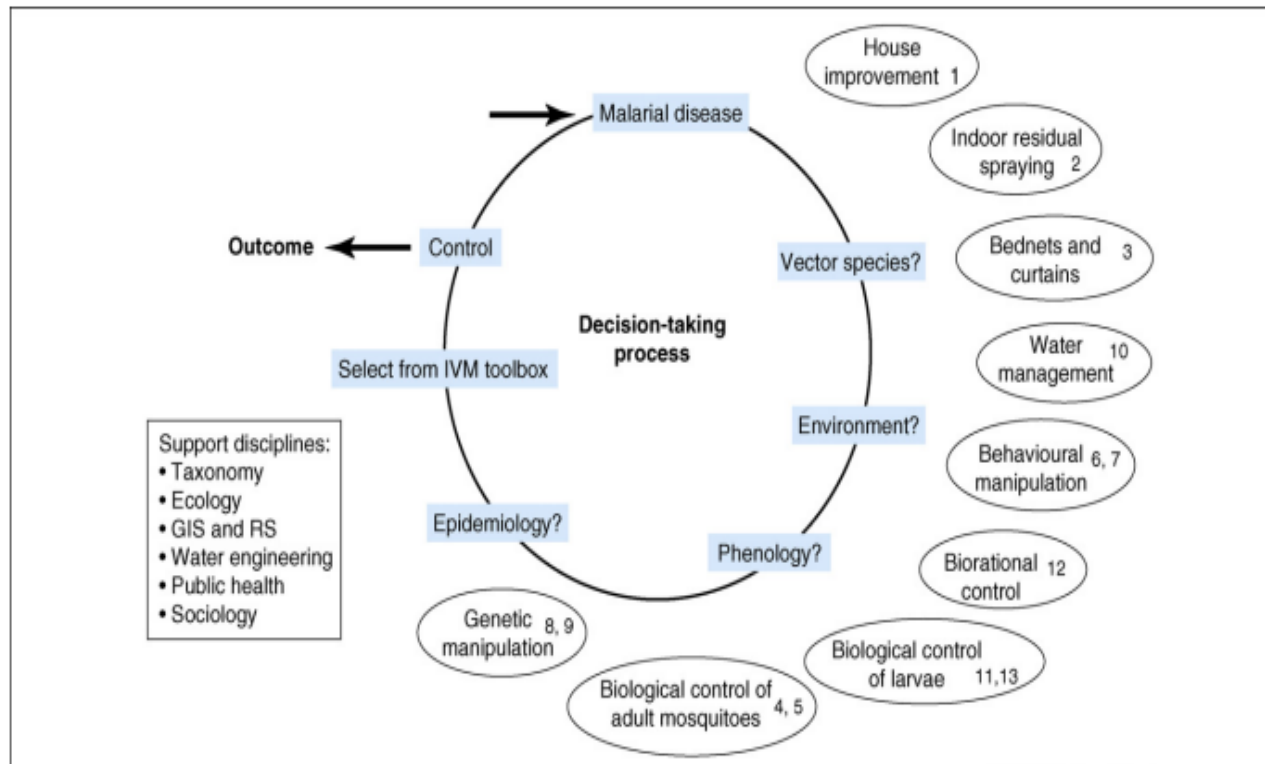 House
improvement 1
Malarial disease
Indoor residual
spraying 2
Outcome
Control
Vector species?
Bednets and
curtains 3
Decision-taking
process
Select from IVM toolbox
Water
management 10
Environment?
Behavioural
manipulation 6, 7
Support disciplines:
• Taxonomy
• Ecology
• GIS and RS
• Water engineering
• Public health
• Sociology
Epidemiology?
Phenology?
Biorational
control 12
Genetic
manipulation 8, 9
Biological control
of larvae 11,13
Biological control of
adult mosquitoes 4, 5